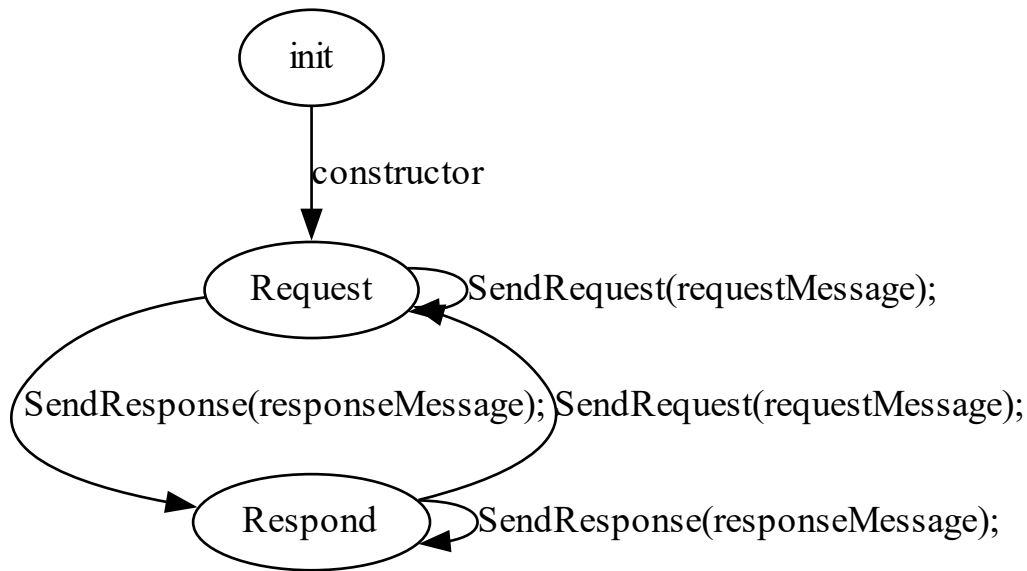 init
constructor
Request
SendRequest(requestMessage);
SendResponse(responseMessage);
SendRequest(requestMessage);
Respond
SendResponse(responseMessage);